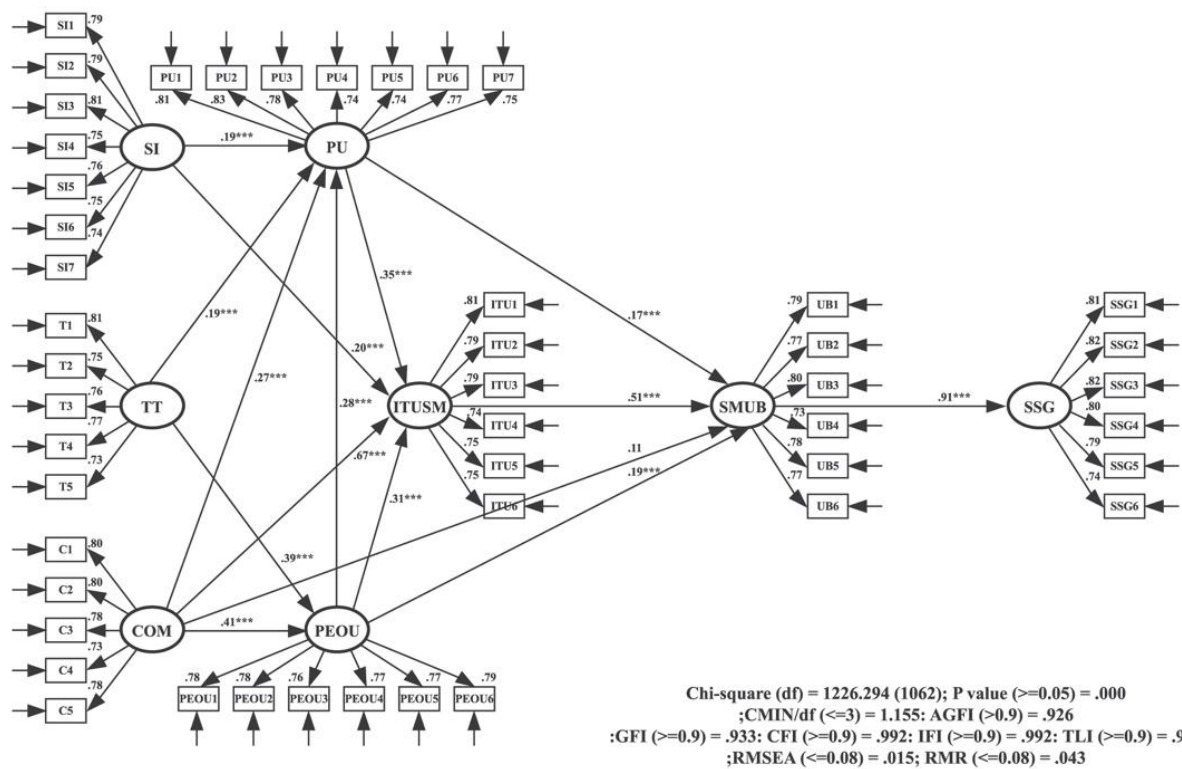 SI1
.79
SI2
.79
SI3
.81
SI4
.75
SI5
.76
SI6
.75
SI7
.74
SI
.19***
PU1
PU2
PU3
PU4
PU5
PU6
PU7
.81
.83
.78
.74
.74
.77
.75
PU
T1
.81
T2
.75
T3
.76
T4
.77
T5
.73
TT
.19***
.27***
.20***
.28***
.35***
.67***
.31***
.39***
.41***
ITUSM
.81
ITU1
.79
ITU2
.79
ITU3
.74
ITU4
.75
ITU5
.75
ITU6
.17***
.51***
.11
.19***
SMUB
.79
UB1
.77
UB2
.80
UB3
.73
UB4
.78
UB5
.77
UB6
.91***
SSG
.81
SSG1
.82
SSG2
.82
SSG3
.80
SSG4
.79
SSG5
.74
SSG6
C1
.80
C2
.80
C3
.78
C4
.73
C5
.78
COM
PEOU
.78
.78
.76
.77
.77
.79
PEOU1
PEOU2
PEOU3
PEOU4
PEOU5
PEOU6
Chi-square (df) = 1226.294 (1062); P value (>=0.05) = .000
;CMIN/df (<=3) = 1.155: AGFI (>0.9) = .926
:GFI (>=0.9) = .933: CFI (>=0.9) = .992: IFI (>=0.9) = .992: TLI (>=0.9) =
;RMSEA (<=0.08) = .015; RMR (<=0.08) = .043